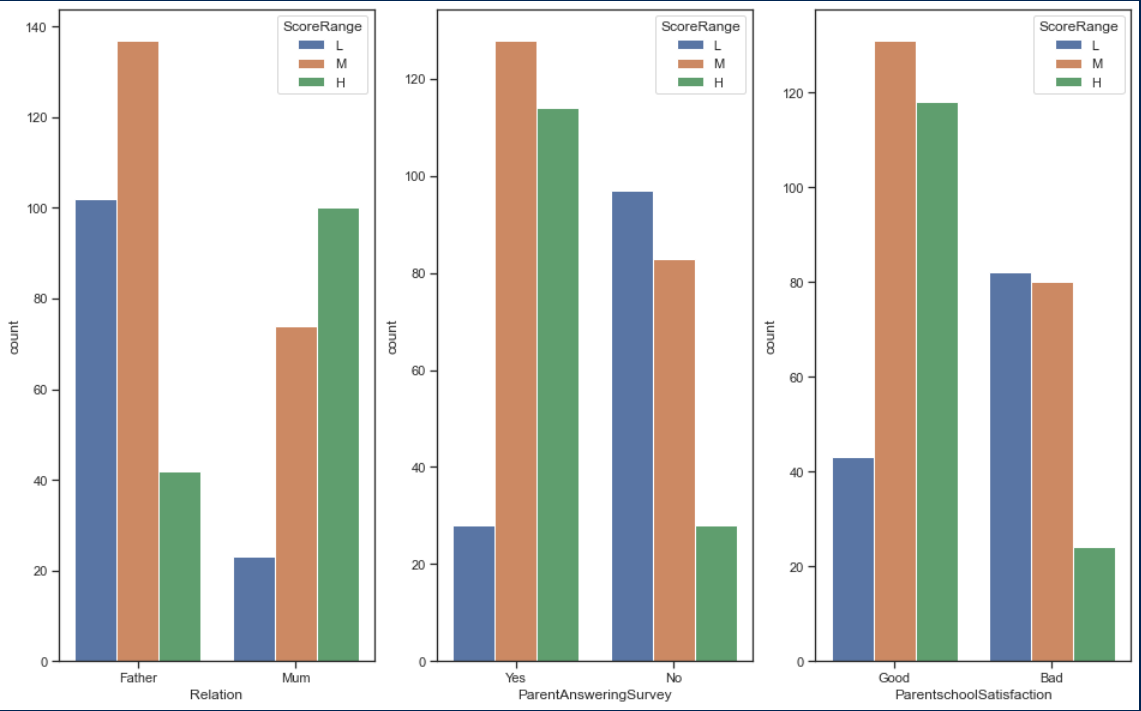 ScoreRange
L
M
H
140
120
100
80
60
40
20
0
count
Father Mum
Relation
ScoreRange
L
M
H
120
100
80
60
40
20
0
count
Yes No
ParentAnsweringSurvey
ScoreRange
L
M
H
120
100
80
60
40
20
0
count
Good Bad
ParentschoolSatisfaction